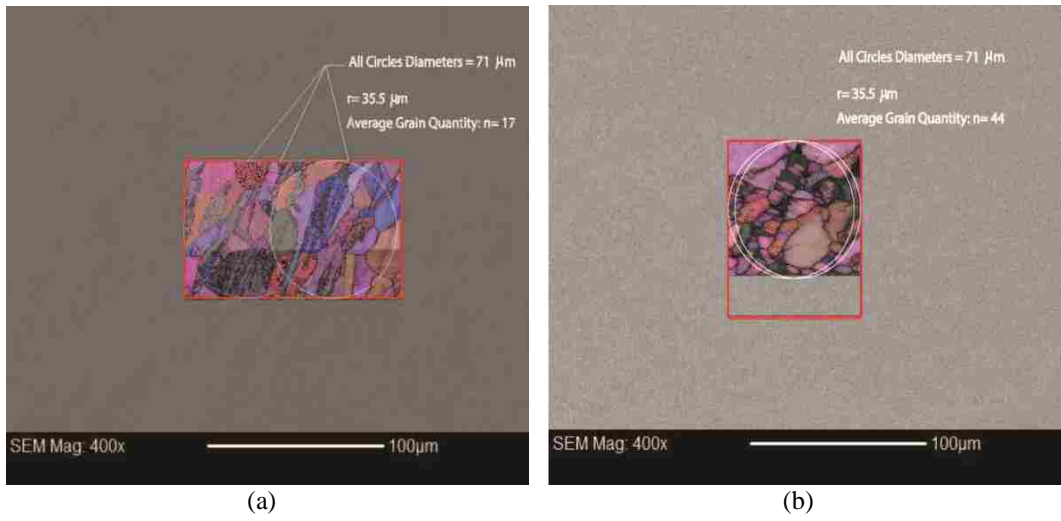 All Circles Diameters = 71 μm
r= 35.5 μm
Average Grain Quantity: n= 17
SEM Mag: 400x 100μm
(a)
All Circles Diameters = 71 μm
r= 35.5 μm
Average Grain Quantity: n= 44
SEM Mag: 400x 100μm
(b)